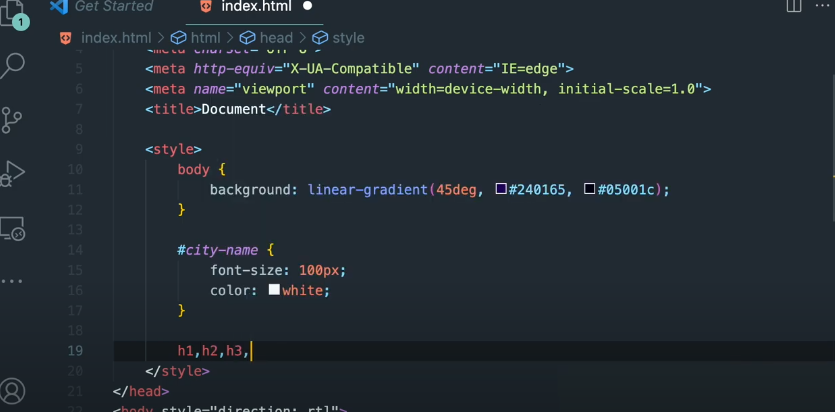 1
Get Started
index.html
index.html > html > head > style
4 <meta charset="UTF-8">
5 <meta http-equiv="X-UA-Compatible" content="IE=edge">
6 <meta name="viewport" content="width=device-width, initial-scale=1.0">
7 <title>Document</title>
8
9 <style>
10 body {
11 background: linear-gradient(45deg, #240165, #05001c);
12 }
13
14 #city-name {
15 font-size: 100px;
16 color: white;
17 }
18
19 h1,h2,h3,
20 </style>
21 </head>
22 <body style="direction: rtl">